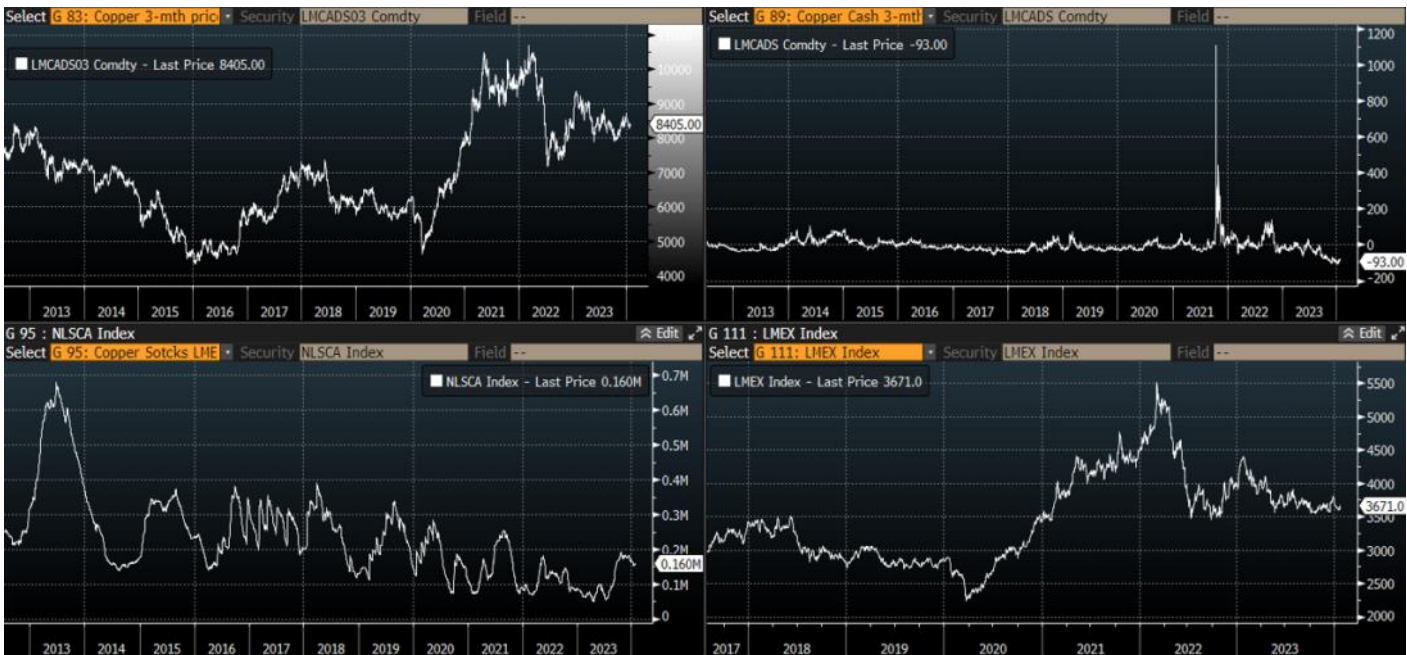 Select G 83: Copper 3-mth pric Security LMCADS03 Comdty Field --
LMCADS03 Comdty - Last Price 8405.00
10000
9000
8405.00
8000
7000
6000
5000
4000
2013 2014 2015 2016 2017 2018 2019 2020 2021 2022 2023
Select G 89: Copper Cash 3-mth Security LMCADS Comdty Field --
LMCADS Comdty - Last Price -93.00
1200
1000
800
600
400
200
0
-93.00
-200
2013 2014 2015 2016 2017 2018 2019 2020 2021 2022 2023
G 95 : NLSCA Index Edit
Select G 95: Copper Sotcks LME Security NLSCA Index Field --
NLSCA Index - Last Price 0.160M
0.7M
0.6M
0.5M
0.4M
0.3M
0.2M
0.160M
0.1M
0
2013 2014 2015 2016 2017 2018 2019 2020 2021 2022 2023
G 111 : LMEX Index Edit
Select G 111: LMEX Index Security LMEX Index Field --
LMEX Index - Last Price 3671.0
5500
5000
4500
4000
3671.0
3500
3000
2500
2000
2017 2018 2019 2020 2021 2022 2023